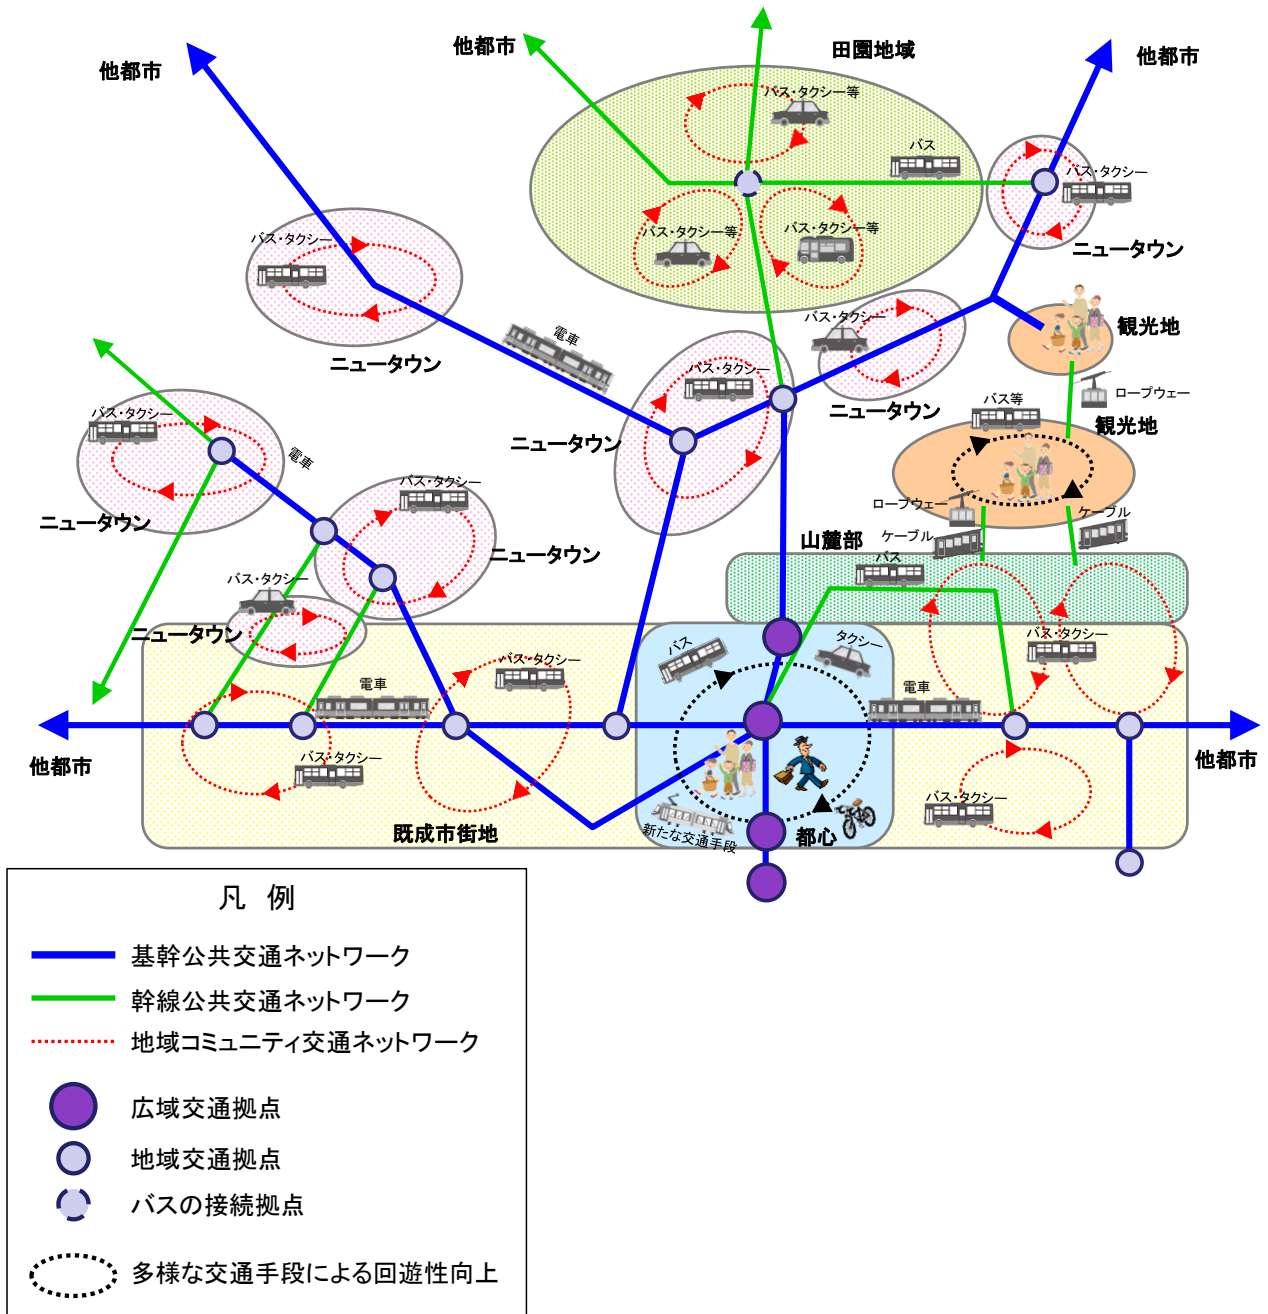 他都市
他都市
田園地域
他都市
バス・タクシー等
バス
バス・タクシー
ニュータウン
バス・タクシー
バス・タクシー等
バス・タクシー等
ニュータウン
電車
バス・タクシー
ニュータウン
バス・タクシー
ニュータウン
観光地
ロープウェー
バス等
観光地
バス・タクシー
電車
ニュータウン
バス・タクシー
ニュータウン
ロープウェー
ケーブル
ケーブル
山麓部
バス
バス・タクシー
ニュータウン
バス
タクシー
バス・タクシー
バス・タクシー
電車
電車
他都市
他都市
バス・タクシー
バス・タクシー
新たな交通手段
都心
既成市街地
凡 例
基幹公共交通ネットワーク
幹線公共交通ネットワーク
地域コミュニティ交通ネットワーク
広域交通拠点
地域交通拠点
バスの接続拠点
多様な交通手段による回遊性向上